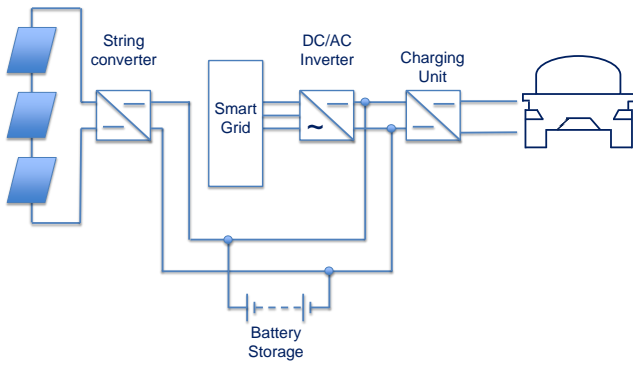 String
converter
DC/AC
Inverter
Charging
Unit
Smart
Grid
~
Battery
Storage